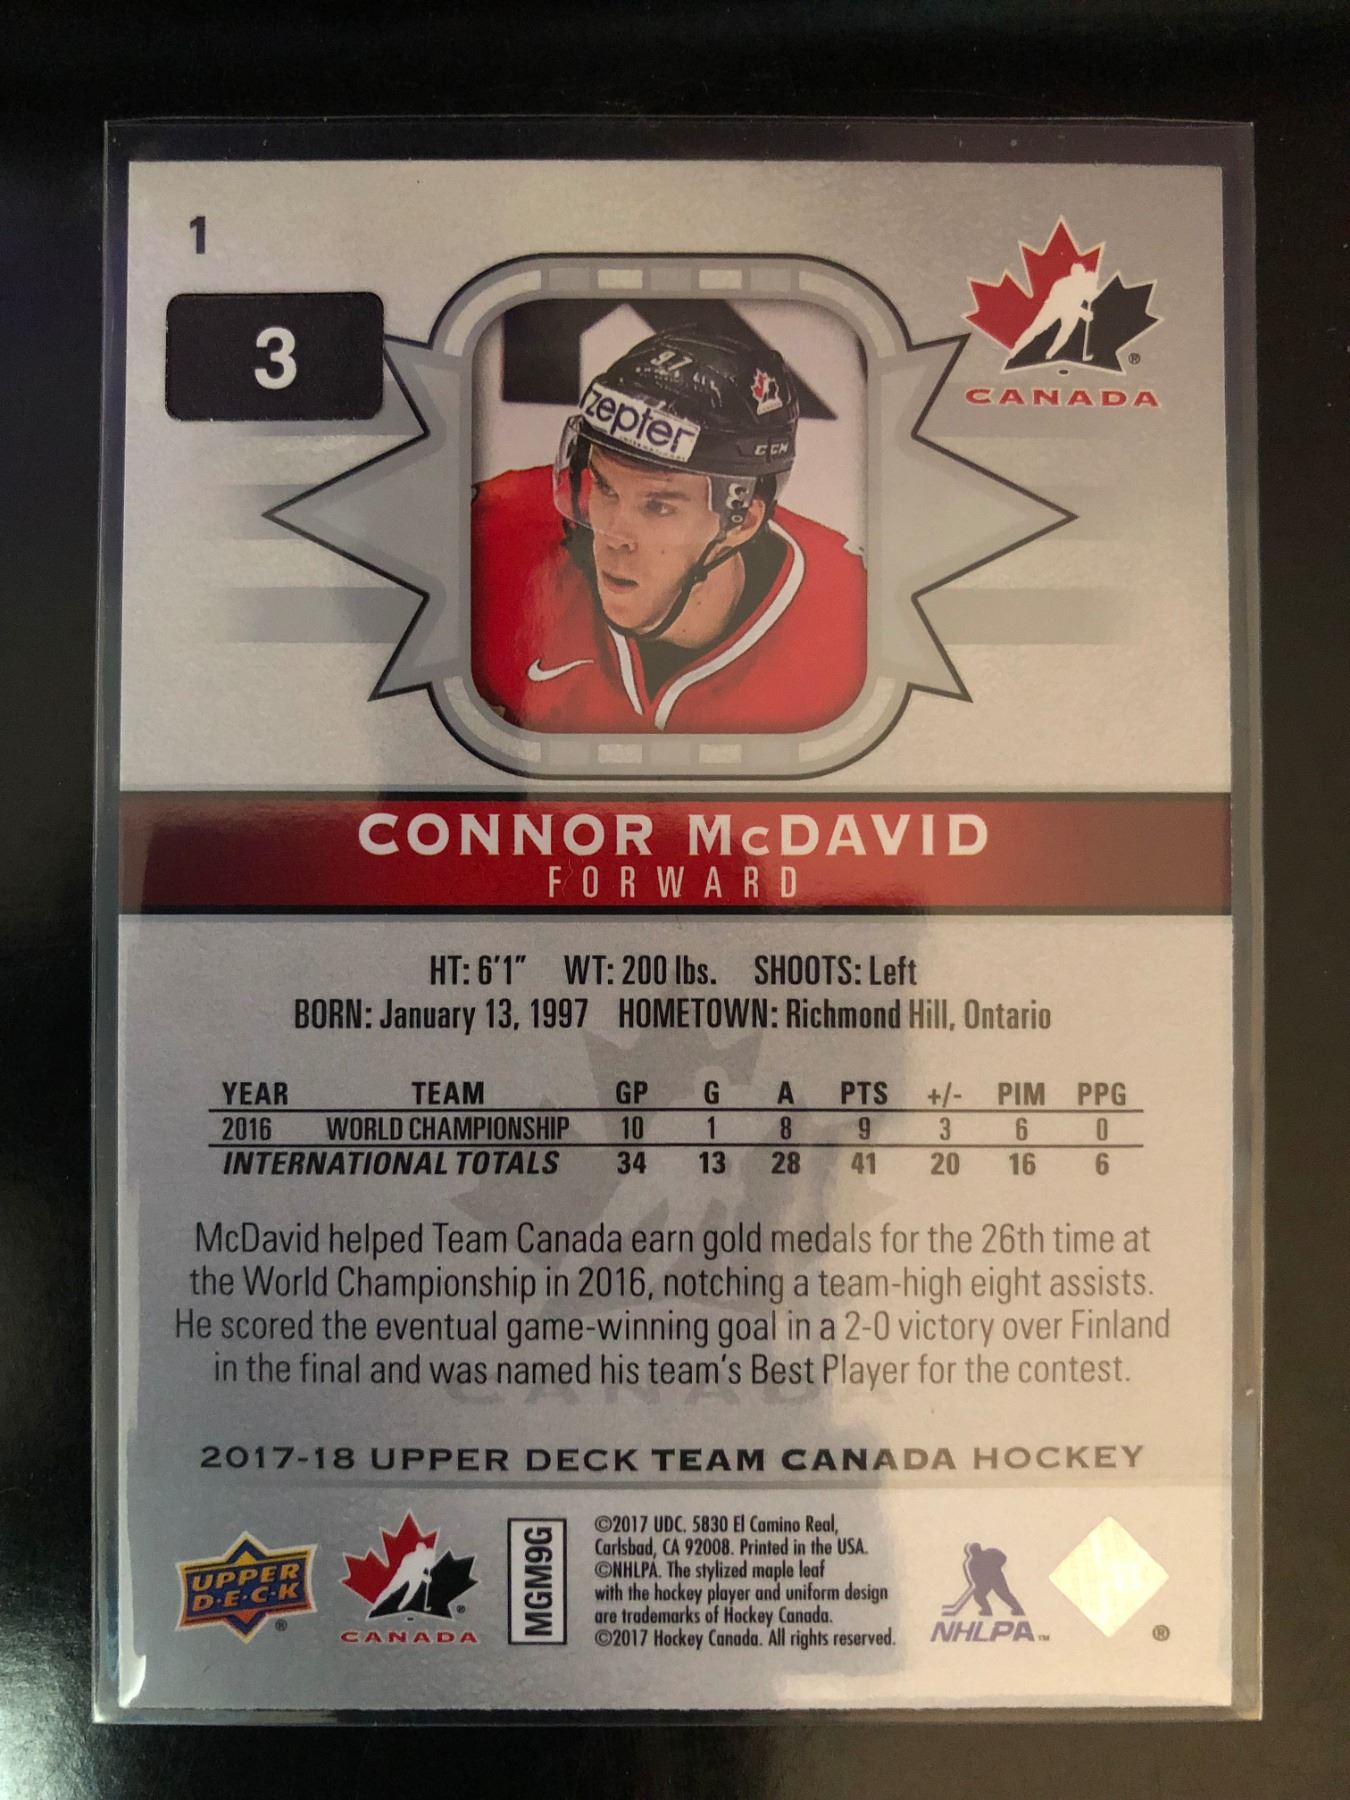 1
3
CANADA
®
97
zepter
INTERNATIONAL
CCM
CONNOR McDAVID
FORWARD
HT: 6'1" WT: 200 lbs. SHOOTS: Left
BORN: January 13, 1997 HOMETOWN: Richmond Hill, Ontario
YEAR TEAM GP G A PTS +/- PIM PPG
2016 WORLD CHAMPIONSHIP 10 1 8 9 3 6 0
INTERNATIONAL TOTALS 34 13 28 41 20 16 6
McDavid helped Team Canada earn gold medals for the 26th time at
the World Championship in 2016, notching a team-high eight assists.
He scored the eventual game-winning goal in a 2-0 victory over Finland
in the final and was named his team's Best Player for the contest.
CANADA
2017-18 UPPER DECK TEAM CANADA HOCKEY
UPPER
D·E·C·K
®
®
CANADA
MGM9G
©2017 UDC. 5830 El Camino Real,
Carlsbad, CA 92008. Printed in the USA.
©NHLPA. The stylized maple leaf
with the hockey player and uniform design
are trademarks of Hockey Canada.
©2017 Hockey Canada. All rights reserved.
NHLPA™
®